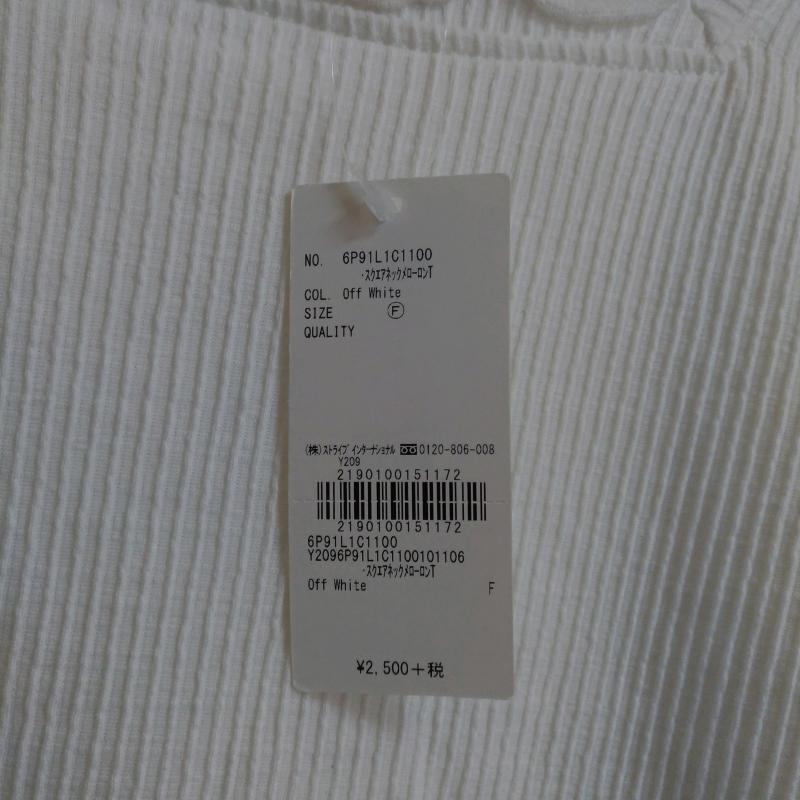 NO. 6P91L1C1100
･ｽｸｴｱﾈｯｸﾒﾛｰﾛﾝT
COL. Off White
SIZE Ⓕ
QUALITY
(株)ｽﾄﾗｲﾌﾟｲﾝﾀｰﾅｼｮﾅﾙ 0120-806-008
Y209
2190100151172
2190100151172
6P91L1C1100
Y2096P91L1C1100101106
･ｽｸｴｱﾈｯｸﾒﾛｰﾛﾝT
Off White F
¥2,500+税